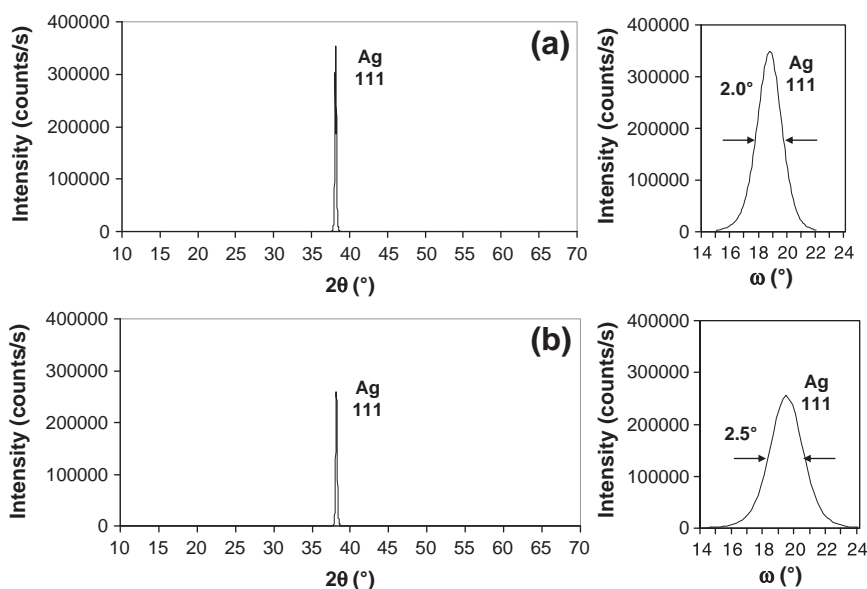 400000
300000
200000
100000
0
Intensity (counts/s)
10 15 20 25 30 35 40 45 50 55 60 65 70
2θ (°)
Ag
111
(a)
400000
300000
200000
100000
0
Intensity (counts/s)
14 16 18 20 22 24
ω (°)
2.0°
Ag
111
400000
300000
200000
100000
0
Intensity (counts/s)
10 15 20 25 30 35 40 45 50 55 60 65 70
2θ (°)
Ag
111
(b)
400000
300000
200000
100000
0
Intensity (counts/s)
14 16 18 20 22 24
ω (°)
2.5°
Ag
111